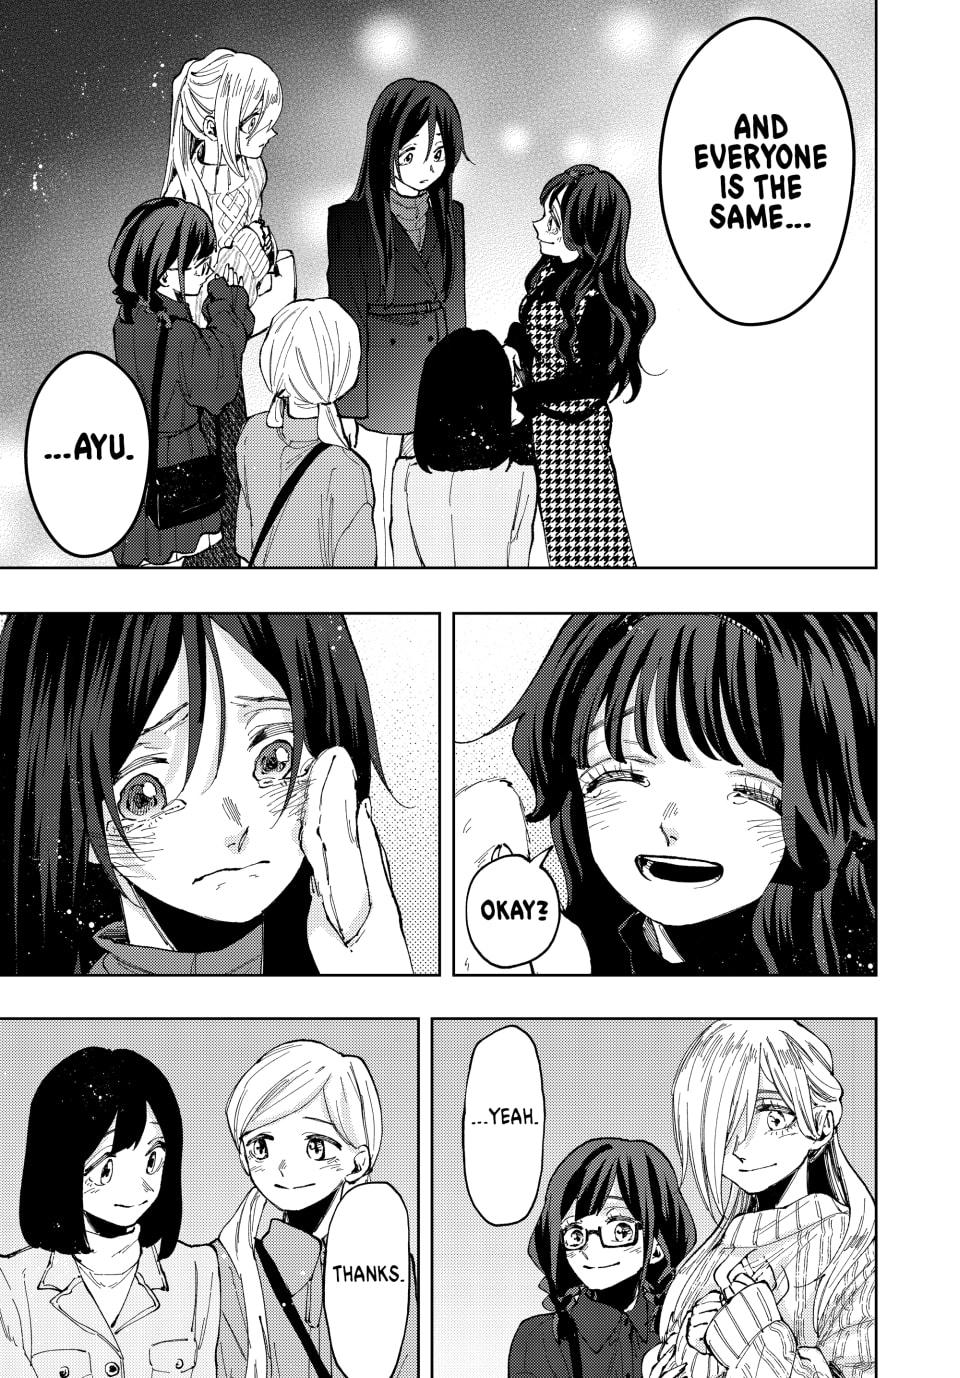 AND
EVERYONE
IS THE
SAME...
...AYU.
OKAY?
...YEAH.
THANKS.